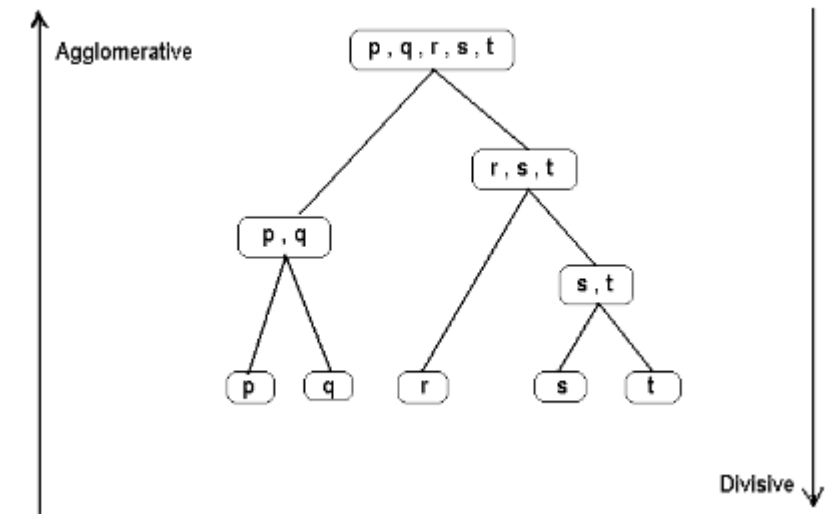 Agglomerative
p , q , r , s , t
r , s , t
p , q
s , t
p
q
r
s
t
Divisive